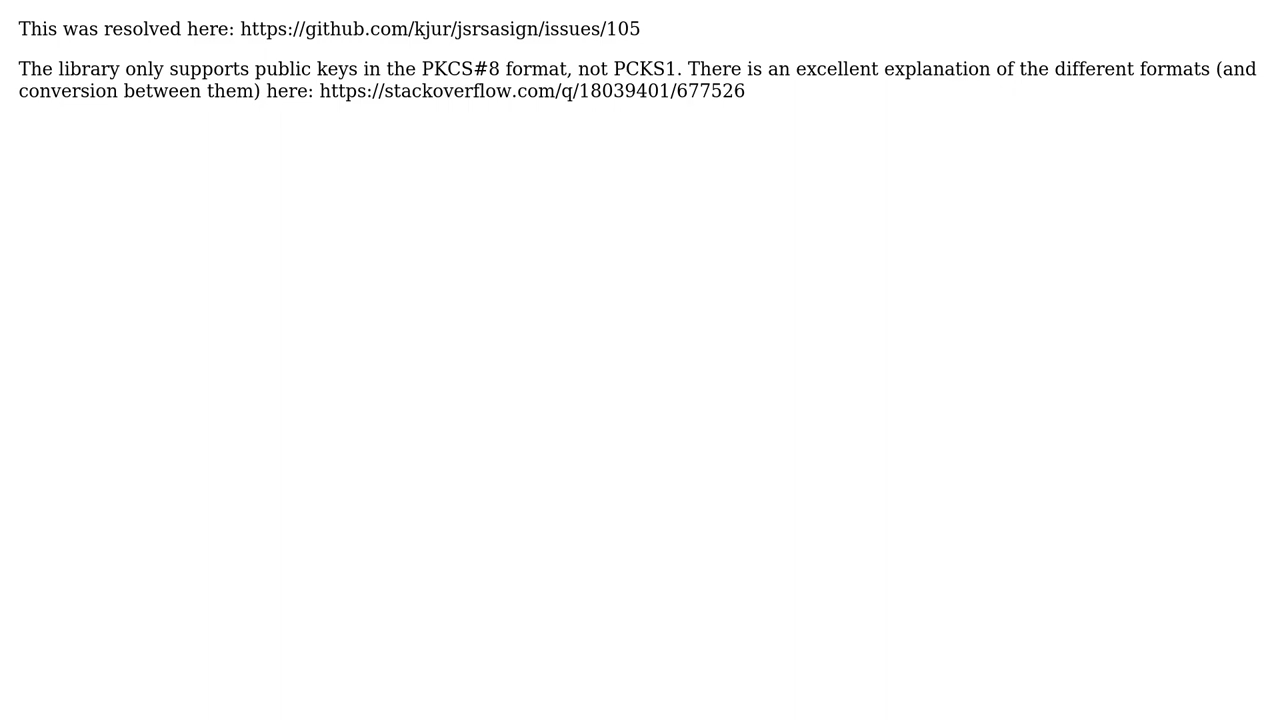 This was resolved here: https://github.com/kjur/jsrsasign/issues/105
The library only supports public keys in the PKCS#8 format, not PCKS1. There is an excellent explanation of the different formats (and
conversion between them) here: https://stackoverflow.com/q/18039401/677526